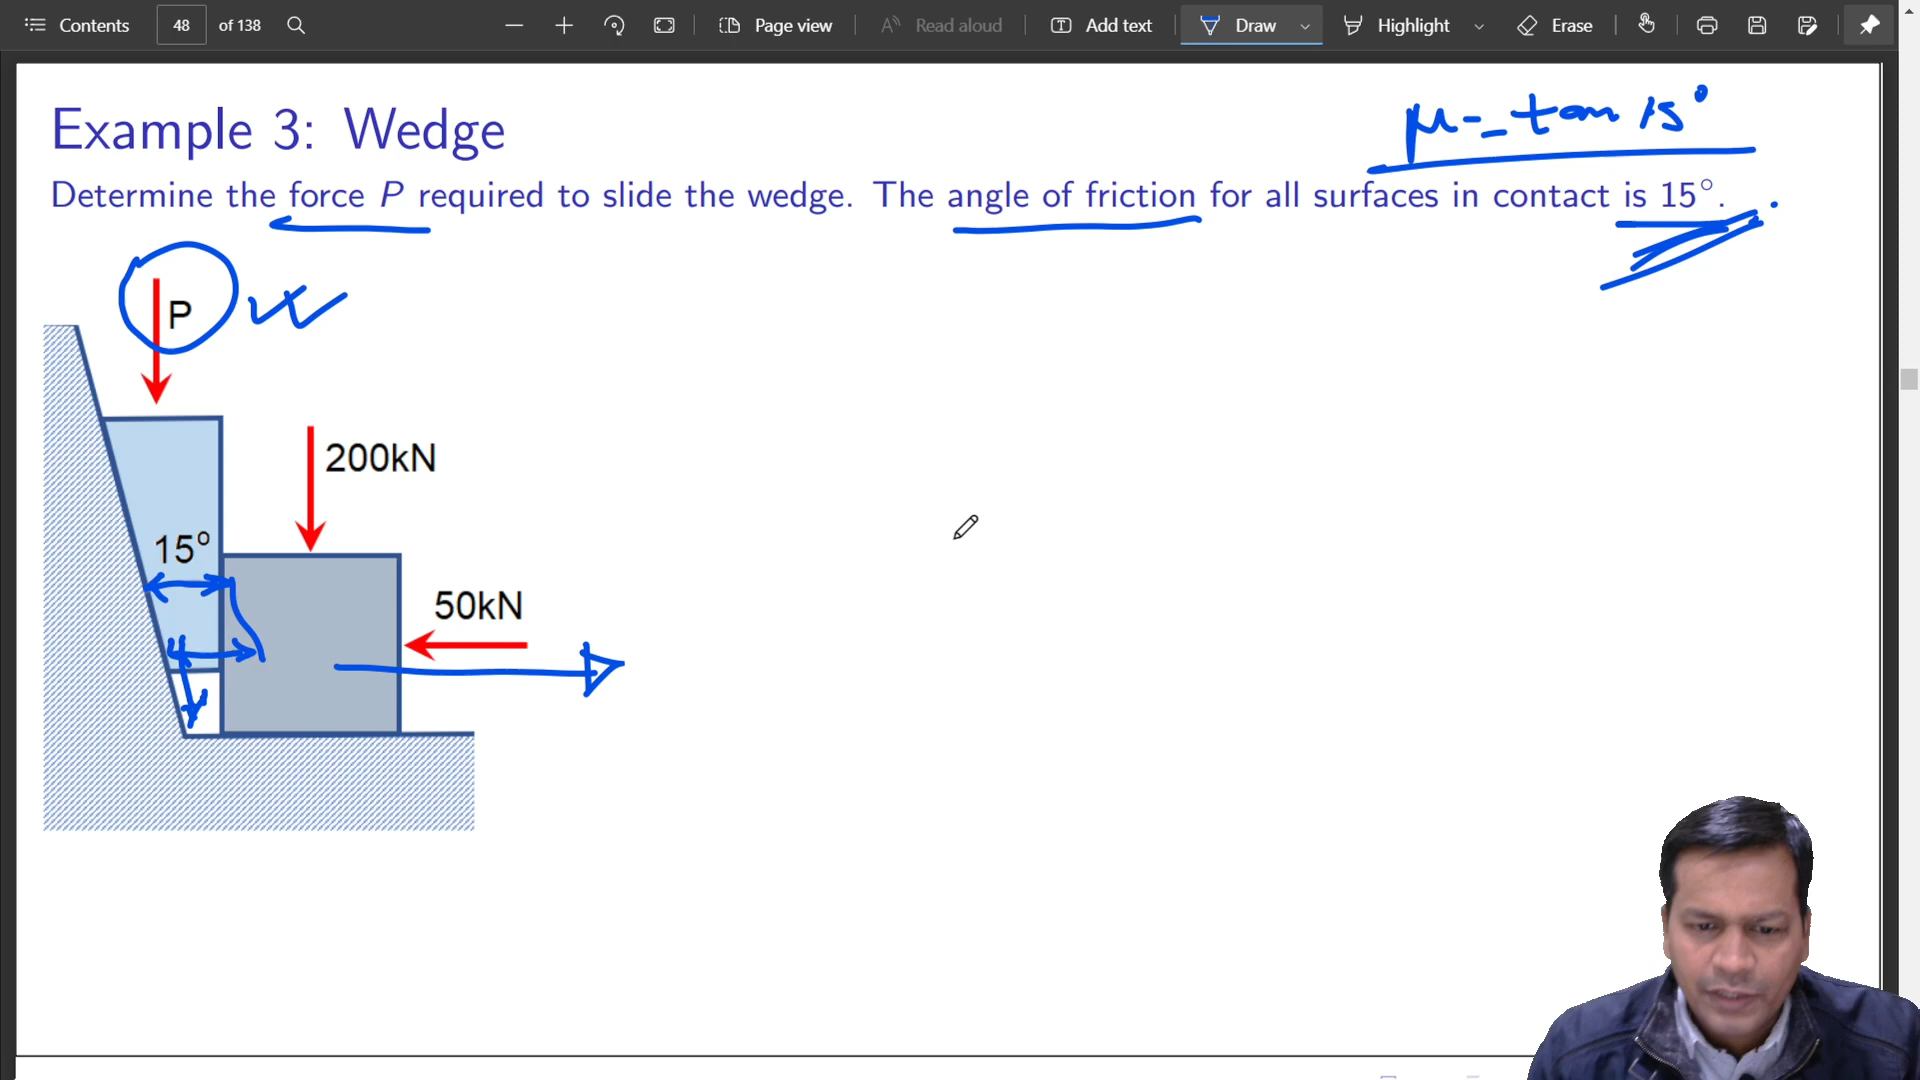 Contents 48 of 138 Page view Read aloud Add text Draw Highlight Erase
μ = tan 15°
Example 3: Wedge
Determine the force P required to slide the wedge. The angle of friction for all surfaces in contact is 15°.
P
200kN
15°
50kN